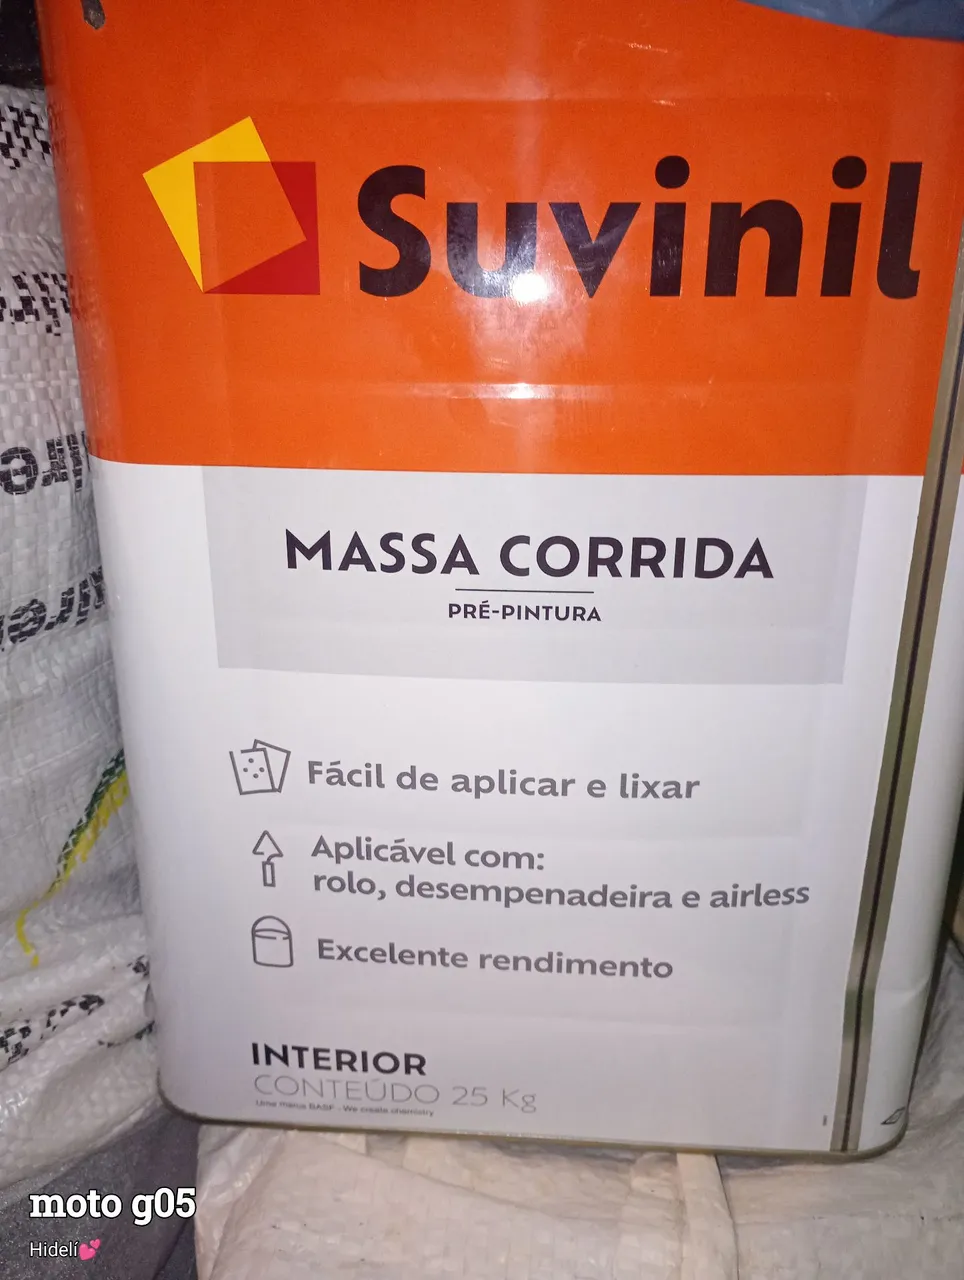 Suvinil
MASSA CORRIDA
PRÉ-PINTURA
Fácil de aplicar e lixar
Aplicável com:
rolo, desempenadeira e airless
Excelente rendimento
INTERIOR
CONTEÚDO 25 Kg
Uma marca BASF - We create chemistry
moto g05
Hidelí💕